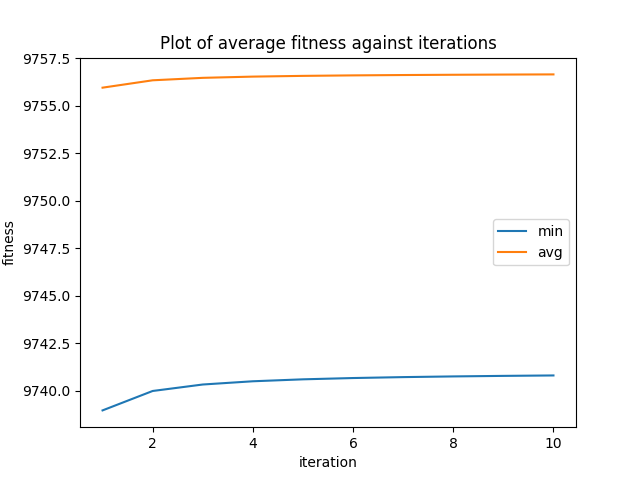 Plot of average fitness against iterations
9757.5
9755.0
9752.5
9750.0
9747.5
9745.0
9742.5
9740.0
fitness
min
avg
2 4 6 8 10
iteration